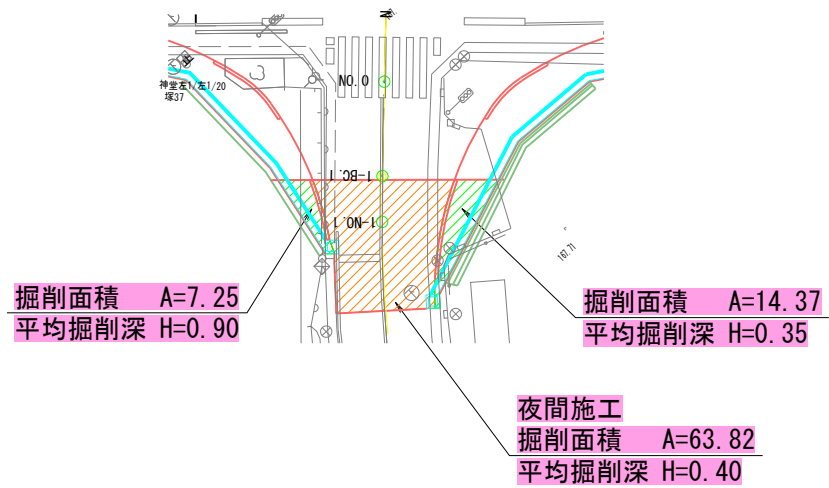 NO.0
神堂左1/左1/20
塚37
1-BC.1
1-NO.1
167.71
掘削面積 A=7.25
平均掘削深 H=0.90
掘削面積 A=14.37
平均掘削深 H=0.35
夜間施工
掘削面積 A=63.82
平均掘削深 H=0.40